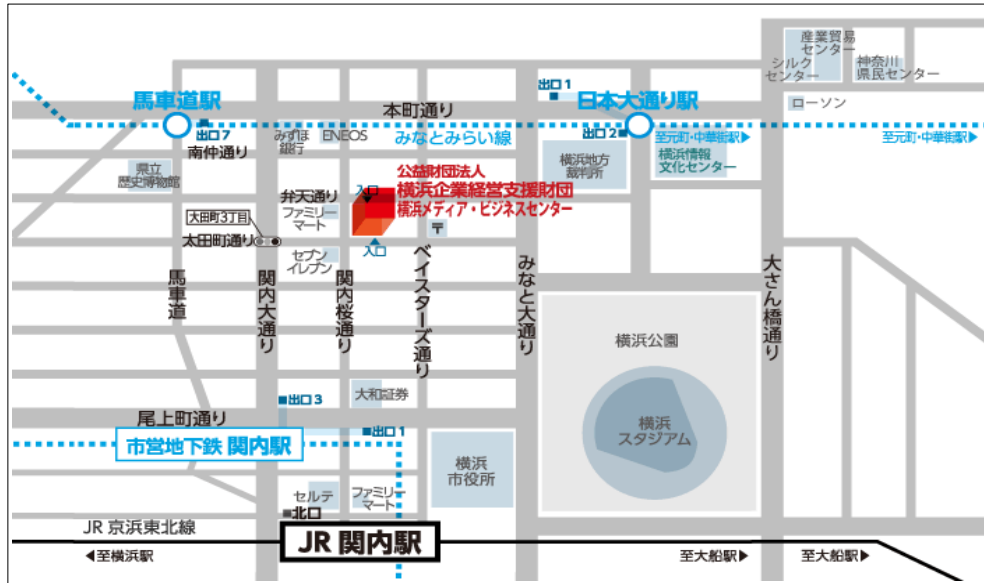 産業貿易
センター
シルク
センター
神奈川
県民センター
出口1
馬車道駅
本町通り
日本大通り駅
ローソン
出口7
みずほ
銀行
ENEOS
みなとみらい線
出口2
至元町・中華街駅▶
至元町・中華街駅▶
南仲通り
県立
歴史博物館
横浜地方
裁判所
横浜情報
文化センター
公益財団法人
横浜企業経営支援財団
横浜メディア・ビジネスセンター
入口
弁天通り
ファミリー
マート
大田町3丁目
太田町通り
〒
入口
セブン
イレブン
馬車道
関内大通り
関内桜通り
ベイスターズ通り
みなと大通り
大さん橋通り
横浜公園
横浜
スタジアム
大和証券
出口3
尾上町通り
出口1
市営地下鉄 関内駅
横浜
市役所
セルテ
ファミリー
マート
北口
JR 京浜東北線
JR 関内駅
◀至横浜駅
至大船駅▶
至大船駅▶